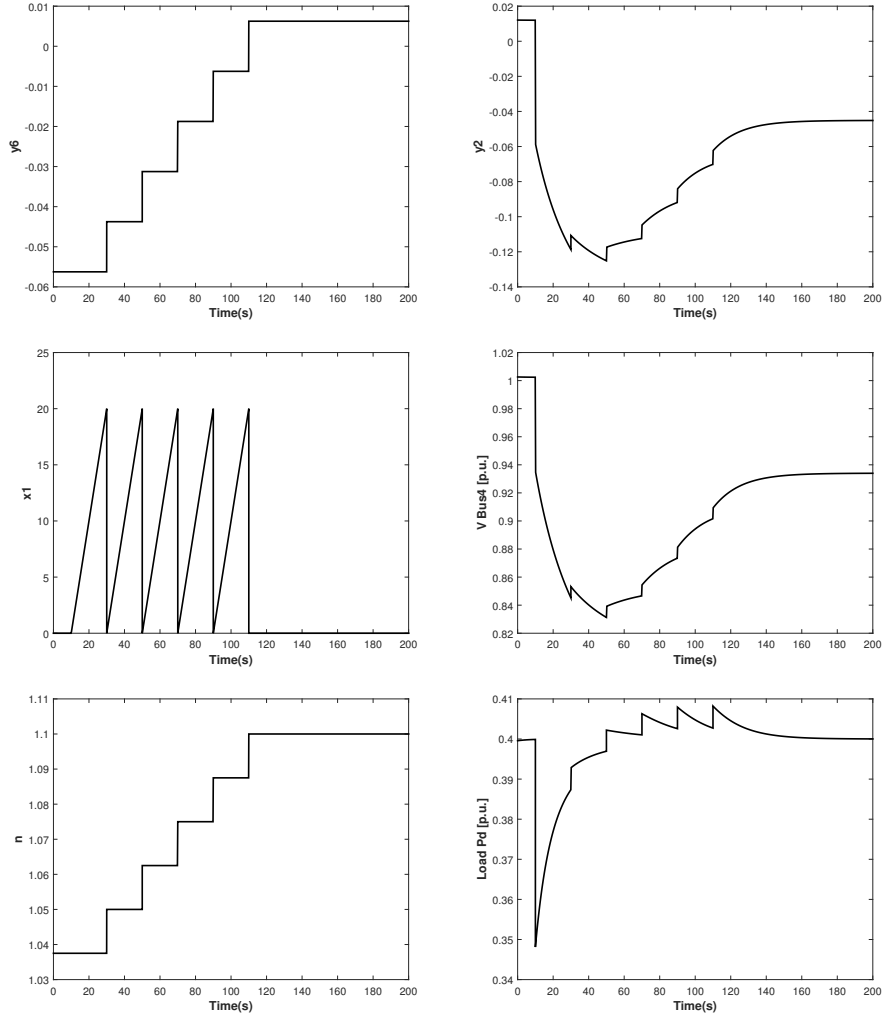 0.01
0
-0.01
-0.02
-0.03
-0.04
-0.05
-0.06
y6
0 20 40 60 80 100 120 140 160 180 200
Time(s)
0.02
0
-0.02
-0.04
-0.06
-0.08
-0.1
-0.12
-0.14
y2
0 20 40 60 80 100 120 140 160 180 200
Time(s)
25
20
15
10
5
0
x1
0 20 40 60 80 100 120 140 160 180 200
Time(s)
1.02
1
0.98
0.96
0.94
0.92
0.9
0.88
0.86
0.84
0.82
V Bus4 [p.u.]
0 20 40 60 80 100 120 140 160 180 200
Time(s)
1.11
1.1
1.09
1.08
1.07
1.06
1.05
1.04
1.03
n
0 20 40 60 80 100 120 140 160 180 200
Time(s)
0.41
0.4
0.39
0.38
0.37
0.36
0.35
0.34
Load Pd [p.u.]
0 20 40 60 80 100 120 140 160 180 200
Time(s)